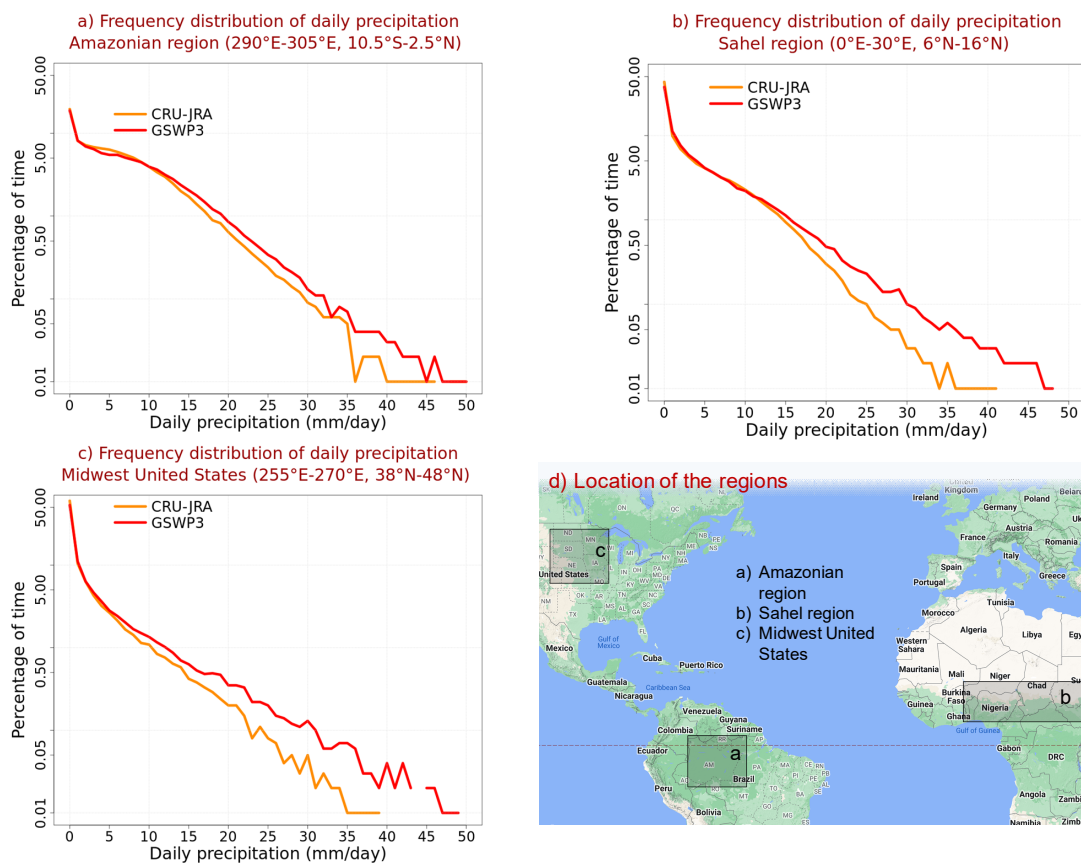 a) Frequency distribution of daily precipitation
Amazonian region (290°E-305°E, 10.5°S-2.5°N)
Percentage of time
50.00
5.00
0.50
0.05
0.01
CRU-JRA
GSWP3
0 5 10 15 20 25 30 35 40 45 50
Daily precipitation (mm/day)
b) Frequency distribution of daily precipitation
Sahel region (0°E-30°E, 6°N-16°N)
Percentage of time
50.00
5.00
0.50
0.05
0.01
CRU-JRA
GSWP3
0 5 10 15 20 25 30 35 40 45 50
Daily precipitation (mm/day)
c) Frequency distribution of daily precipitation
Midwest United States (255°E-270°E, 38°N-48°N)
Percentage of time
50.00
5.00
0.50
0.05
0.01
CRU-JRA
GSWP3
0 5 10 15 20 25 30 35 40 45 50
Daily precipitation (mm/day)
d) Location of the regions
a) Amazonian
region
b) Sahel region
c) Midwest United
States
c
b
a
United States
Gulf of
Mexico
Mexico
Cuba
Puerto Rico
Guatemala
Caribbean Sea
Nicaragua
Venezuela
Guyana
Colombia
Suriname
Ecuador
Brazil
Peru
Bolivia
Ireland
Kingdom
Poland
Germany
Austria
France
Romania
Italy
Spain
Portugal
Greece
Tunisia
Morocco
Algeria
Libya
Western
Sahara
Mauritania
Mali
Niger
Chad
Burkina
Faso
Guinea
Nigeria
Ghana
Gulf of Guinea
Gabon
DRC
Angola
Namibia
ON
QC
ND
MN
SD
NE
IA